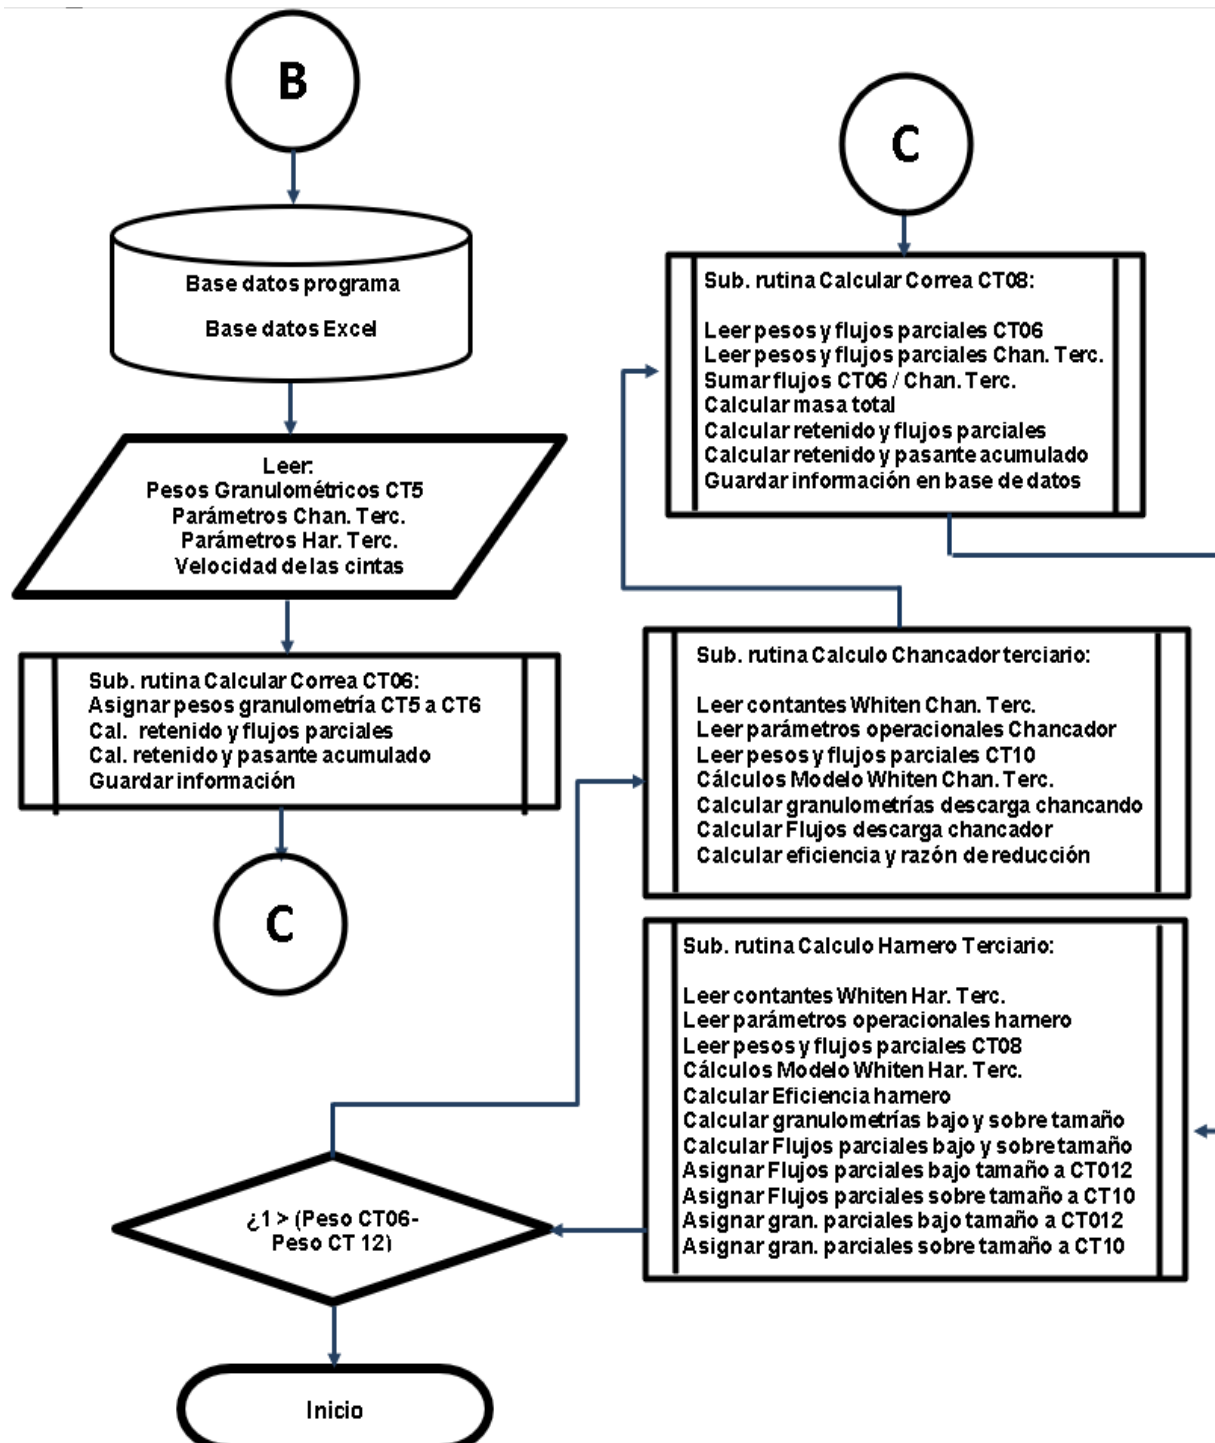 B
Base datos programa
Base datos Excel
Leer:
Pesos Granulométricos CT5
Parámetros Chan. Terc.
Parámetros Har. Terc.
Velocidad de las cintas
Sub. rutina Calcular Correa CT06:
Asignar pesos granulometría CT5 a CT6
Cal. retenido y flujos parciales
Cal. retenido y pasante acumulado
Guardar información
C
C
Sub. rutina Calcular Correa CT08:
Leer pesos y flujos parciales CT06
Leer pesos y flujos parciales Chan. Terc.
Sumar flujos CT06 / Chan. Terc.
Calcular masa total
Calcular retenido y flujos parciales
Calcular retenido y pasante acumulado
Guardar información en base de datos
Sub. rutina Calculo Chancador terciario:
Leer contantes Whiten Chan. Terc.
Leer parámetros operacionales Chancador
Leer pesos y flujos parciales CT10
Cálculos Modelo Whiten Chan. Terc.
Calcular granulometrías descarga chancando
Calcular Flujos descarga chancador
Calcular eficiencia y razón de reducción
Sub. rutina Calculo Harnero Terciario:
Leer contantes Whiten Har. Terc.
Leer parámetros operacionales harnero
Leer pesos y flujos parciales CT08
Cálculos Modelo Whiten Har. Terc.
Calcular Eficiencia harnero
Calcular granulometrías bajo y sobre tamaño
Calcular Flujos parciales bajo y sobre tamaño
Asignar Flujos parciales bajo tamaño a CT012
Asignar Flujos parciales sobre tamaño a CT10
Asignar gran. parciales bajo tamaño a CT012
Asignar gran. parciales sobre tamaño a CT10
¿1 > (Peso CT06-
Peso CT 12)
Inicio